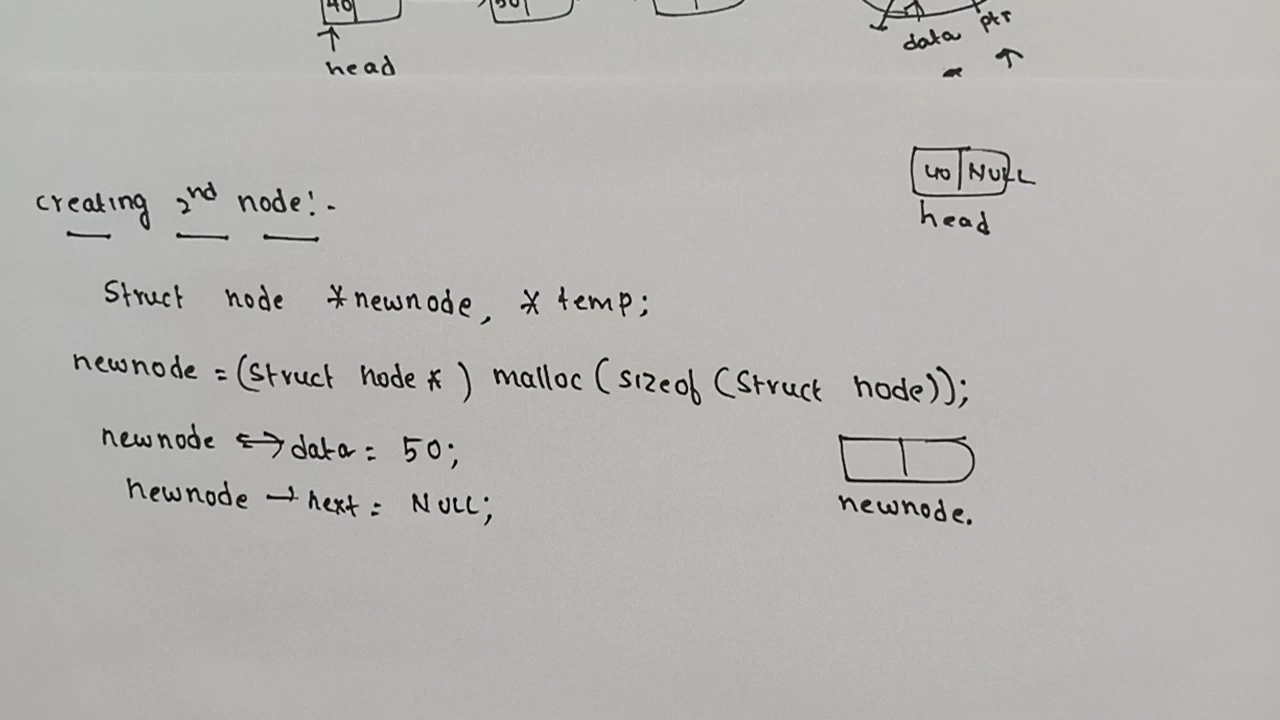 40 50
data ptr
head
40 NULL
head
creating 2nd node:-
Struct node *newnode, * temp;
newnode = (struct node *) malloc (sizeof (struct node));
newnode ↔ data = 50;
newnode → next = NULL;
newnode.